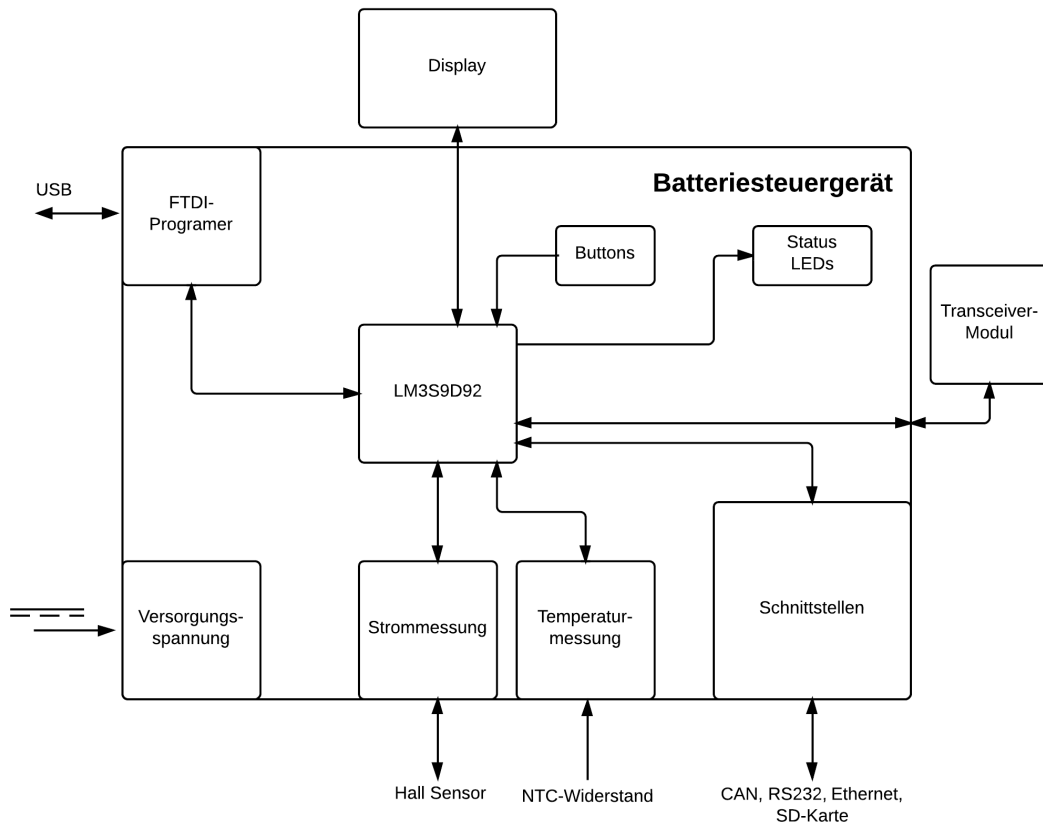 Display
Batteriesteuergerät
USB
FTDI-
Programer
Buttons
Status
LEDs
Transceiver-
Modul
LM3S9D92
Versorgungs-
spannung
Strommessung
Temperatur-
messung
Schnittstellen
Hall Sensor
NTC-Widerstand
CAN, RS232, Ethernet,
SD-Karte